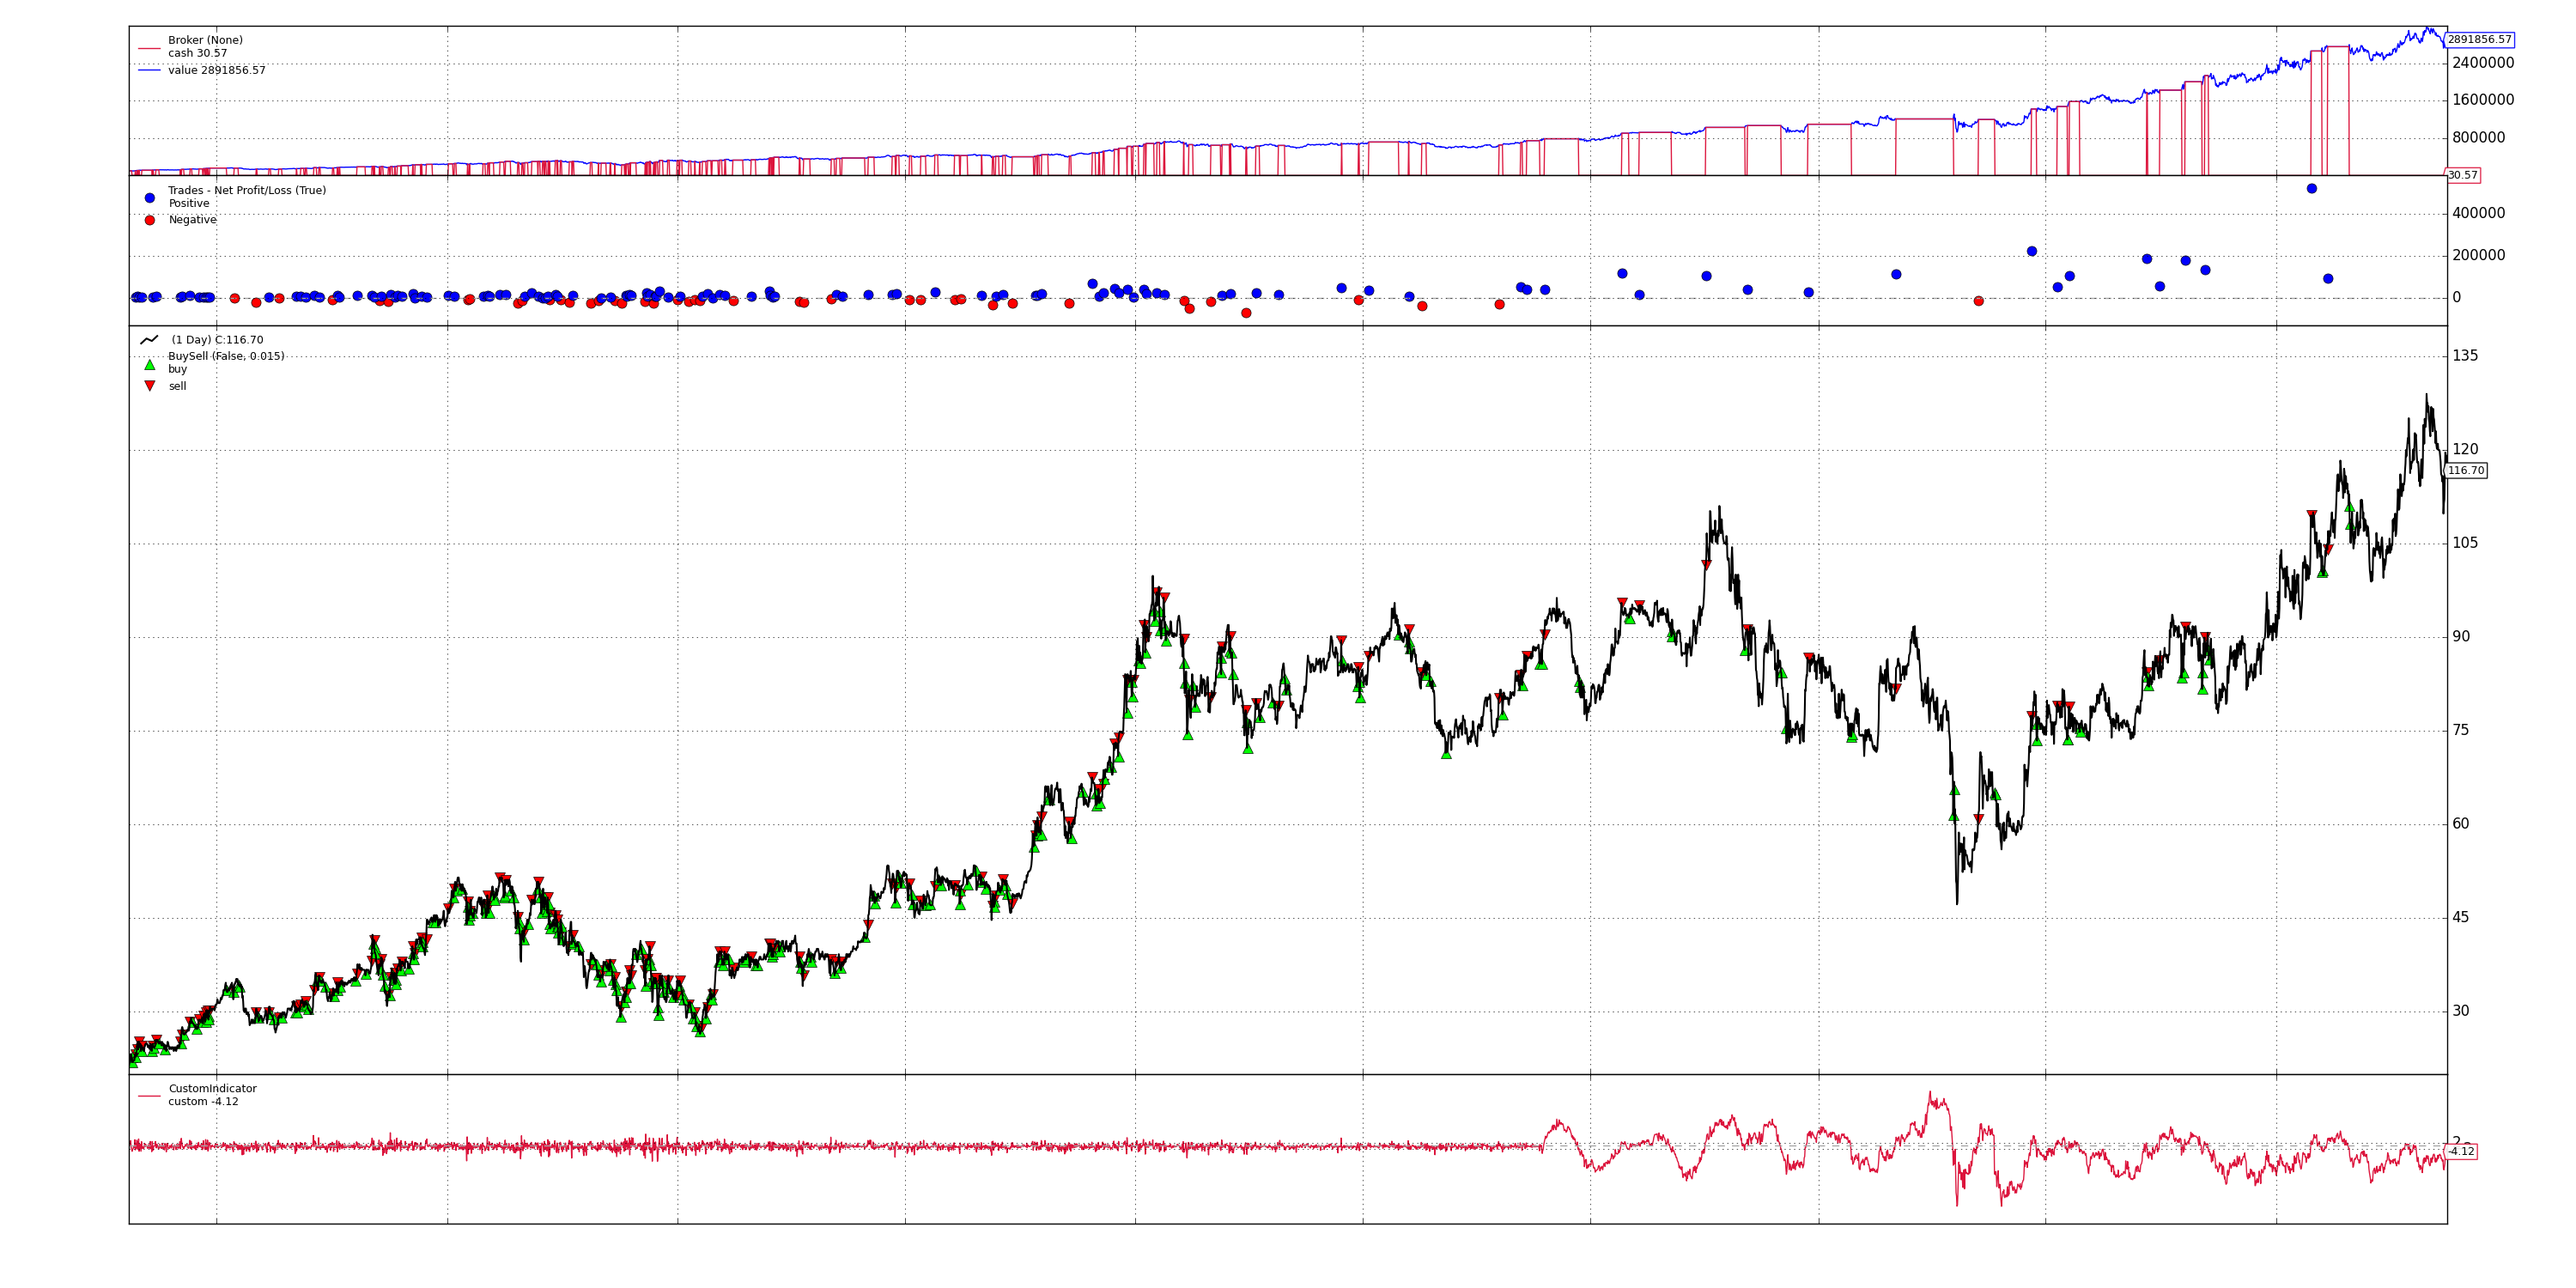 Broker (None)
cash 30.57
value 2891856.57
2891856.57
2400000
1600000
800000
30.57
Trades - Net Profit/Loss (True)
Positive
Negative
400000
200000
0
(1 Day) C:116.70
BuySell (False, 0.015)
buy
sell
135
120
116.70
105
90
75
60
45
30
CustomIndicator
custom -4.12
-4.12